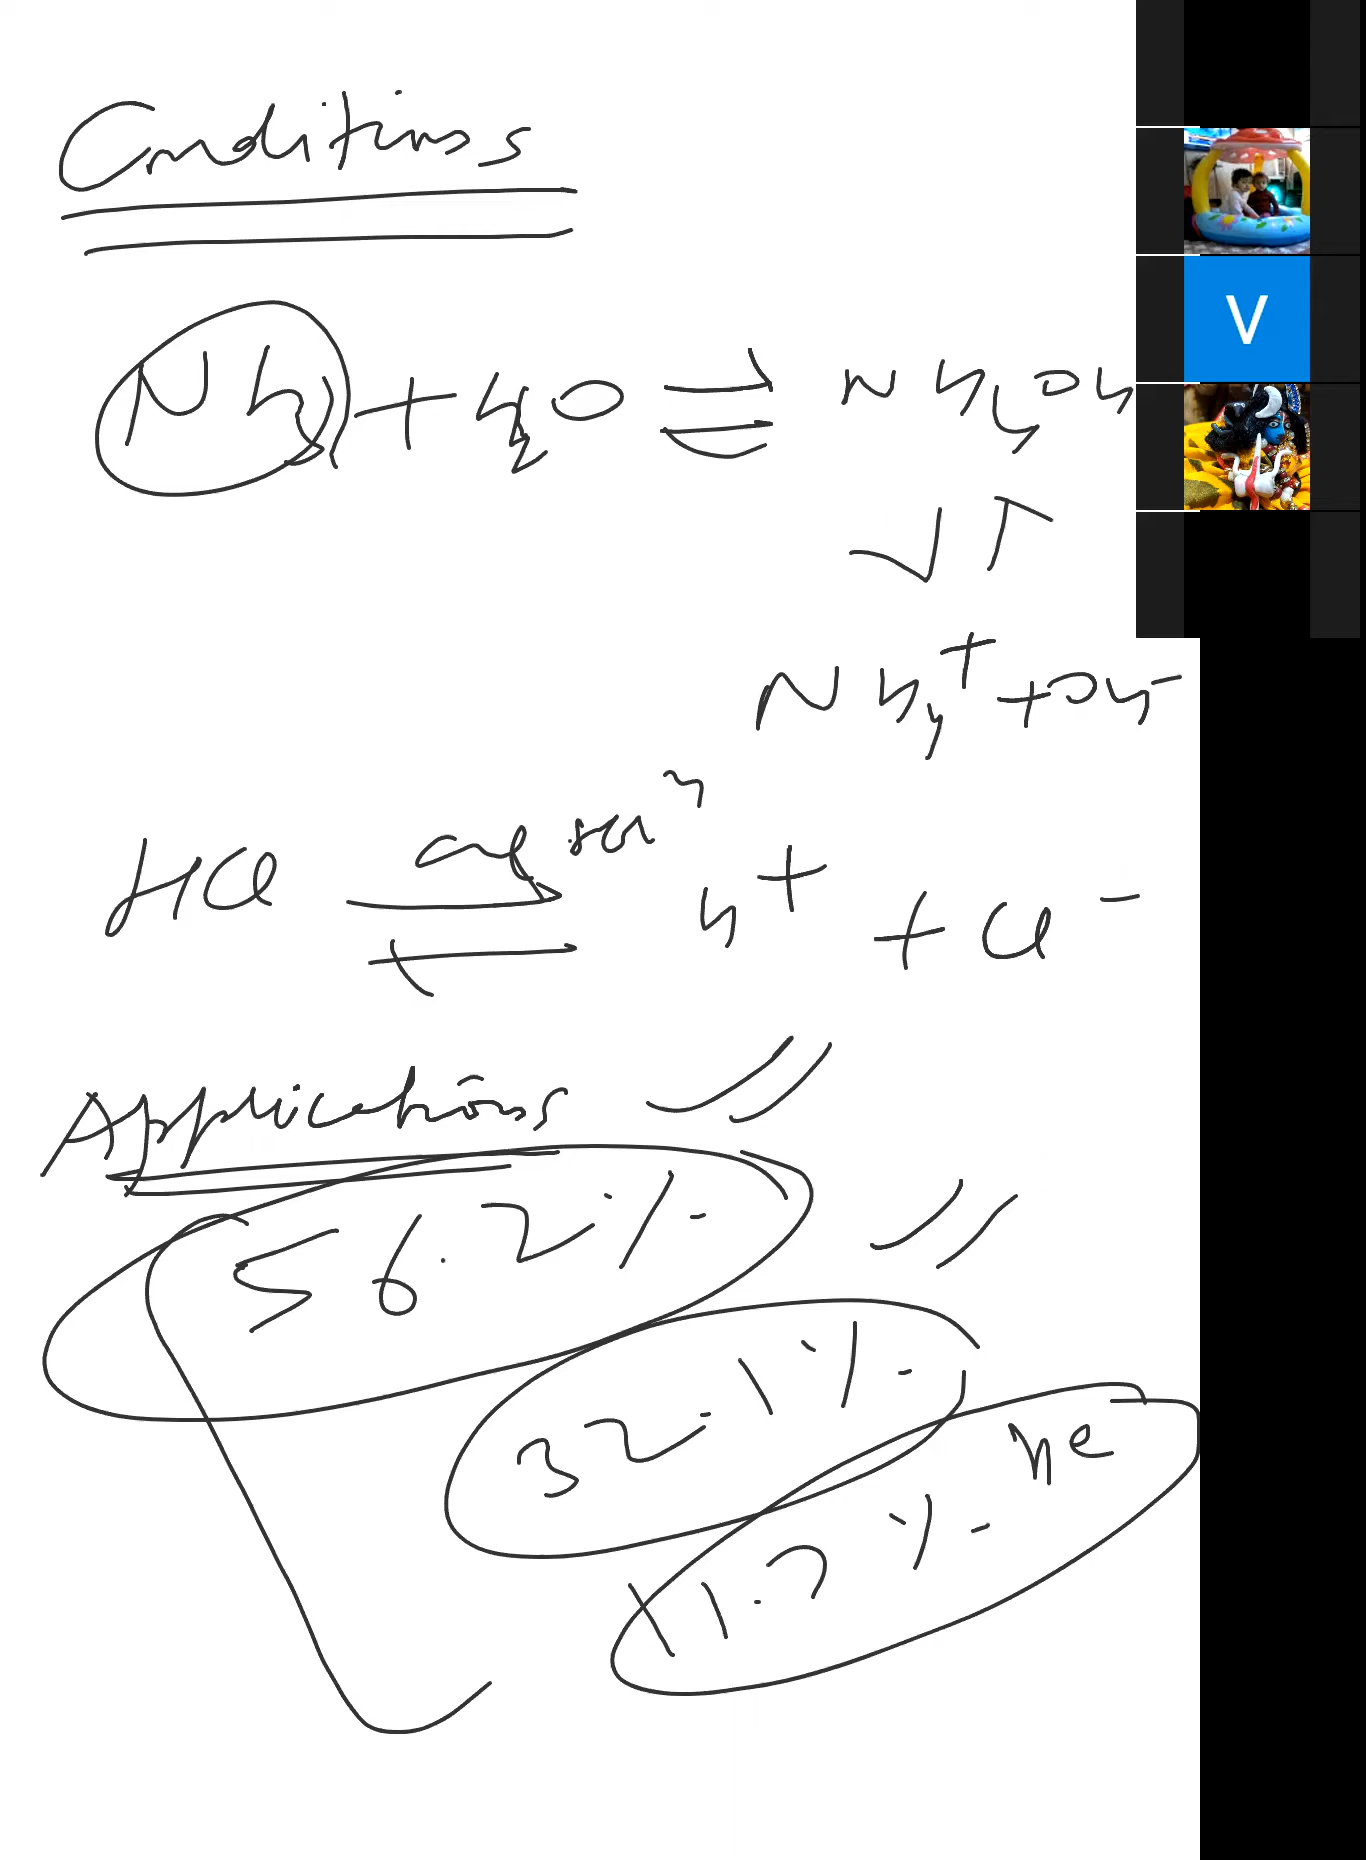 Conditions
NH3 + H2O ⇌ NH4OH
V
NH4+ + OH-
HCl ⇌ aq soln H+ + Cl-
Applications
56.2%
32.1%
11.7% He